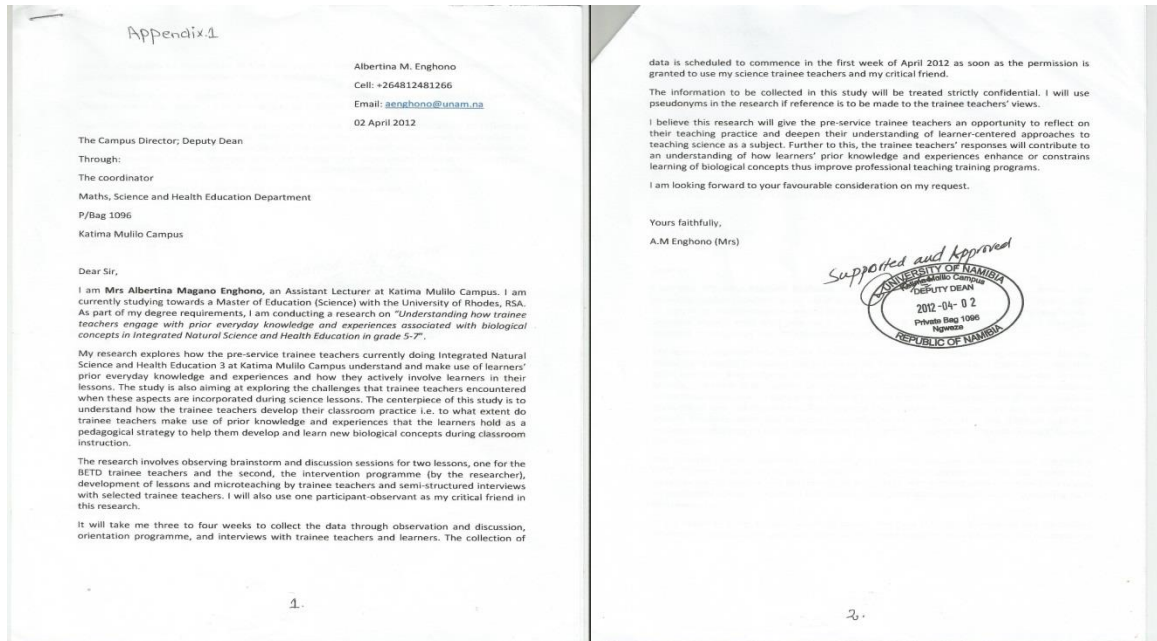 Appendix.1
Albertina M. Enghono
Cell: +264812481266
Email: aenghono@unam.na
02 April 2012
The Campus Director; Deputy Dean
Through:
The coordinator
Maths, Science and Health Education Department
P/Bag 1096
Katima Mulilo Campus
Dear Sir,
I am Mrs Albertina Magano Enghono, an Assistant Lecturer at Katima Mulilo Campus. I am
currently studying towards a Master of Education (Science) with the University of Rhodes, RSA.
As part of my degree requirements, I am conducting a research on "Understanding how trainee
teachers engage with prior everyday knowledge and experiences associated with biological
concepts in Integrated Natural Science and Health Education in grade 5-7".
My research explores how the pre-service trainee teachers currently doing Integrated Natural
Science and Health Education 3 at Katima Mulilo Campus understand and make use of learners'
prior everyday knowledge and experiences and how they actively involve learners in their
lessons. The study is also aiming at exploring the challenges that trainee teachers encountered
when these aspects are incorporated during science lessons. The centerpiece of this study is to
understand how the trainee teachers develop their classroom practice i.e. to what extent do
trainee teachers make use of prior knowledge and experiences that the learners hold as a
pedagogical strategy to help them develop and learn new biological concepts during classroom
instruction.
The research involves observing brainstorm and discussion sessions for two lessons, one for the
BETD trainee teachers and the second, the intervention programme (by the researcher),
development of lessons and microteaching by trainee teachers and semi-structured interviews
with selected trainee teachers. I will also use one participant-observant as my critical friend in
this research.
It will take me three to four weeks to collect the data through observation and discussion,
orientation programme, and interviews with trainee teachers and learners. The collection of
1.
data is scheduled to commence in the first week of April 2012 as soon as the permission is
granted to use my science trainee teachers and my critical friend.
The information to be collected in this study will be treated strictly confidential. I will use
pseudonyms in the research if reference is to be made to the trainee teachers' views.
I believe this research will give the pre-service trainee teachers an opportunity to reflect on
their teaching practice and deepen their understanding of learner-centered approaches to
teaching science as a subject. Further to this, the trainee teachers' responses will contribute to
an understanding of how learners' prior knowledge and experiences enhance or constrains
learning of biological concepts thus improve professional teaching training programs.
I am looking forward to your favourable consideration on my request.
Yours faithfully,
A.M Enghono (Mrs)
Supported and Approved
UNIVERSITY OF NAMIBIA
Katima Mulilo Campus
DEPUTY DEAN
2012 -04- 02
Private Bag 1096
Ngweze
REPUBLIC OF NAMIBIA
2.